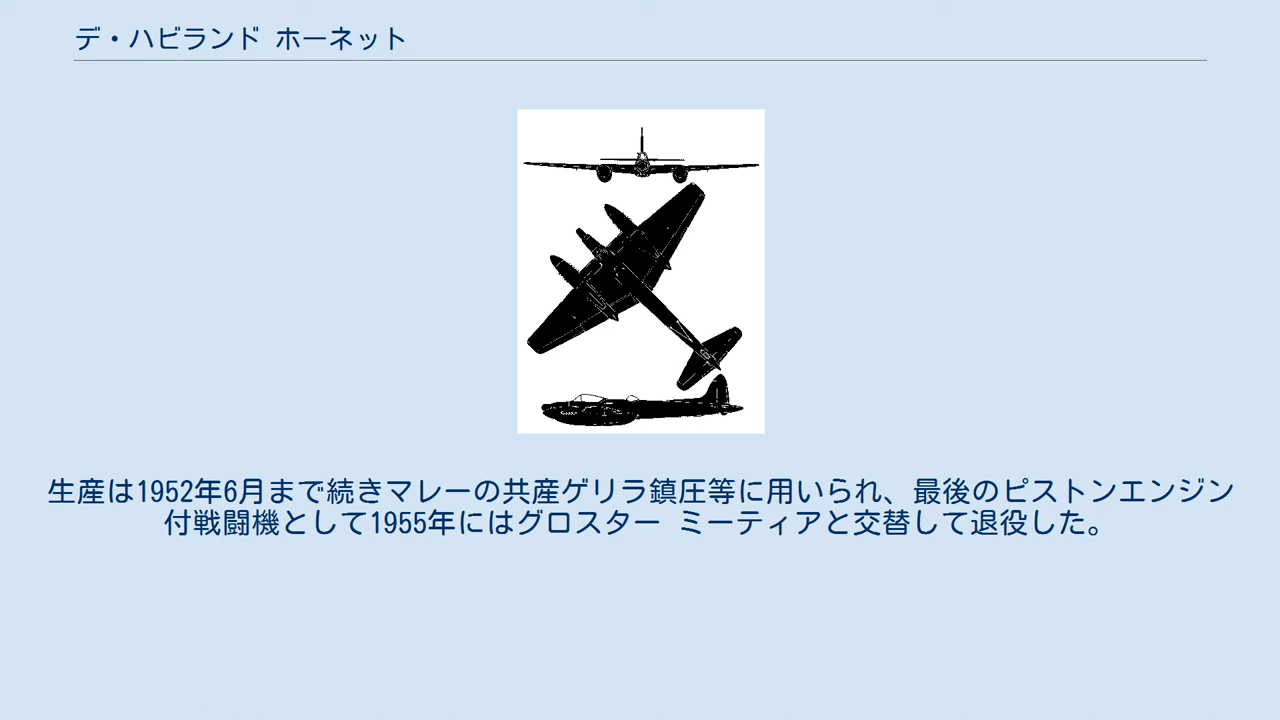 デ・ハビランド ホーネット
生産は1952年6月まで続きマレーの共産ゲリラ鎮圧等に用いられ、最後のピストンエンジン
付戦闘機として1955年にはグロスター ミーティアと交替して退役した。